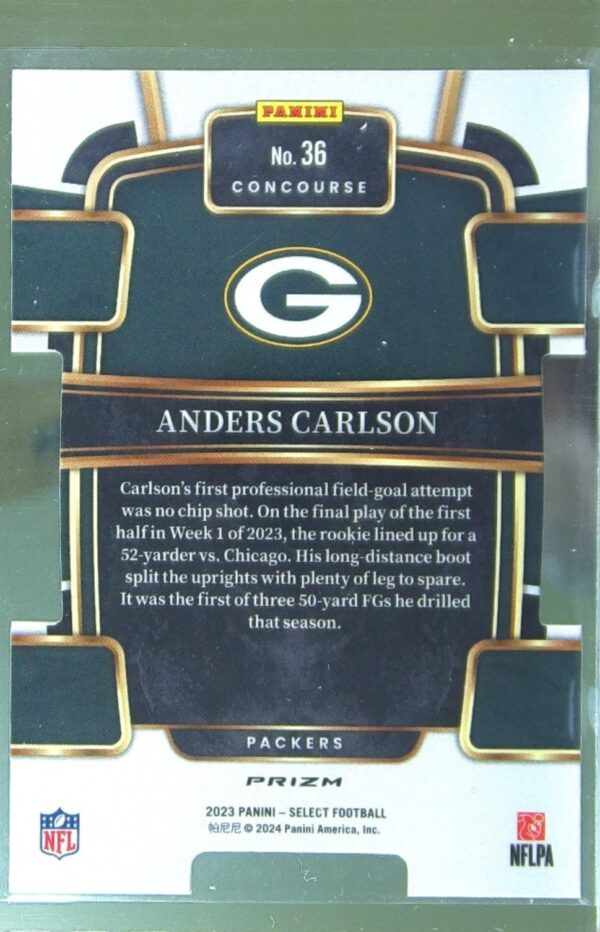 PANINI
No. 36
CONCOURSE
G
ANDERS CARLSON
Carlson's first professional field-goal attempt
was no chip shot. On the final play of the first
half in Week 1 of 2023, the rookie lined up for a
52-yarder vs. Chicago. His long-distance boot
split the uprights with plenty of leg to spare.
It was the first of three 50-yard FGs he drilled
that season.
PACKERS
PRIZM
2023 PANINI – SELECT FOOTBALL
帕尼尼 © 2024 Panini America, Inc.
NFL
NFLPA